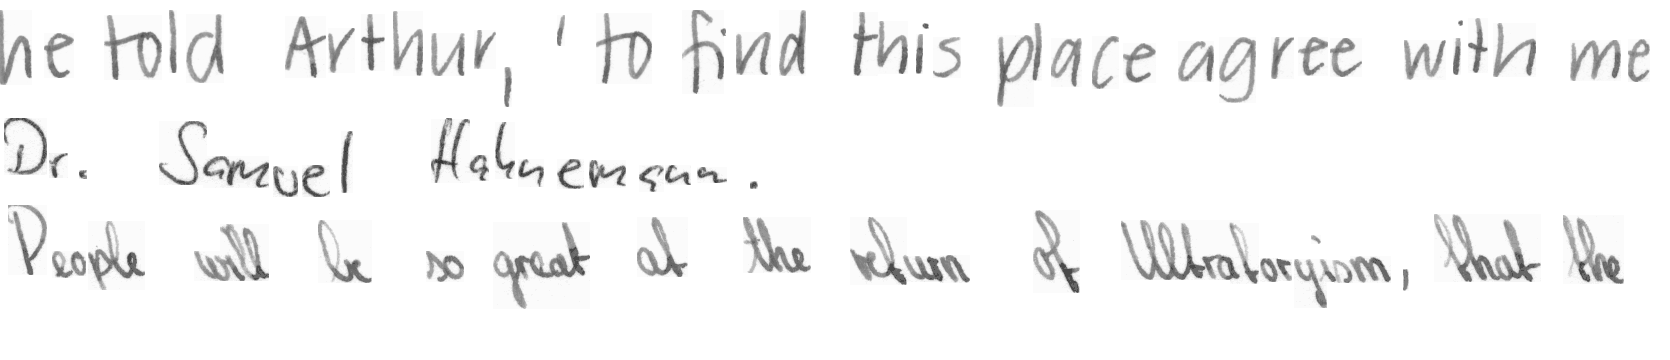 he told Arthur, ' to find this place agree with me
Dr. Samuel Hahnemann.
People will be so great at the return of Ultratoryism, that the